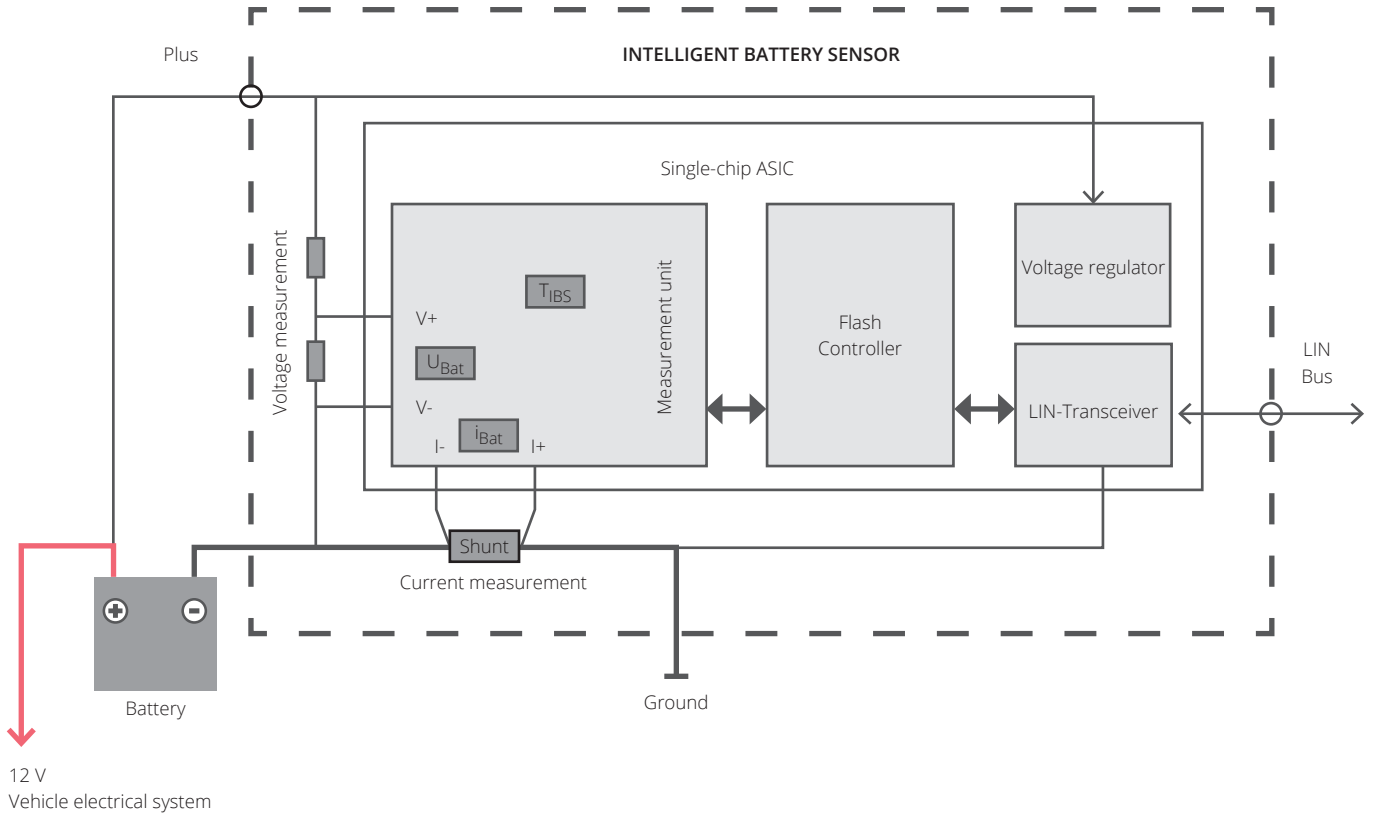 Plus
INTELLIGENT BATTERY SENSOR
Single-chip ASIC
Voltage measurement
V+
UBat
V-
TIBS
iBat
I-
I+
Measurement unit
Flash
Controller
Voltage regulator
LIN-Transceiver
LIN
Bus
Shunt
Current measurement
Ground
+
-
Battery
12 V
Vehicle electrical system